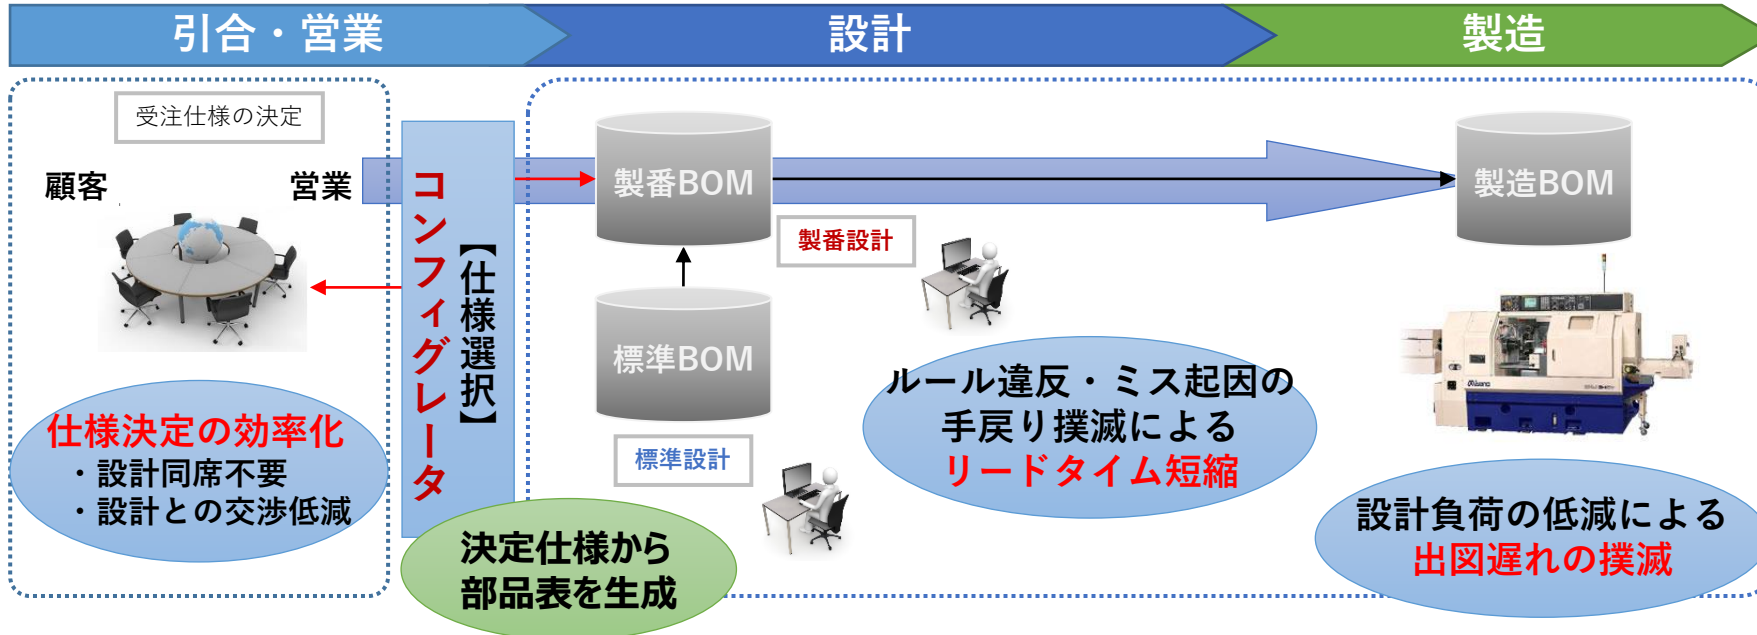 引合・営業
設計
製造
受注仕様の決定
顧客
営業
仕様決定の効率化
・設計同席不要
・設計との交渉低減
コンフィグレータ
【仕様選択】
決定仕様から
部品表を生成
製番BOM
製番設計
標準BOM
標準設計
ルール違反・ミス起因の
手戻り撲滅による
リードタイム短縮
製造BOM
設計負荷の低減による
出図遅れの撲滅